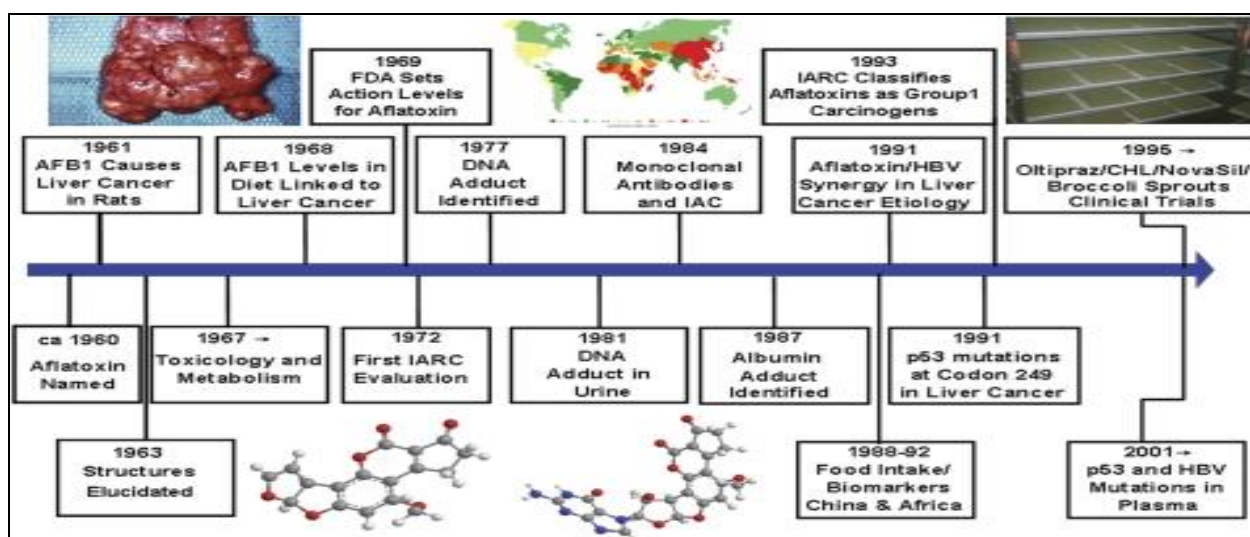 1969
FDA Sets
Action Levels
for Aflatoxin
1993
IARC Classifies
Aflatoxins as Group1
Carcinogens
1961
AFB1 Causes
Liver Cancer
in Rats
1968
AFB1 Levels in
Diet Linked to
Liver Cancer
1977
DNA
Adduct
Identified
1984
Monoclonal
Antibodies
and IAC
1991
Aflatoxin/HBV
Synergy in Liver
Cancer Etiology
1995 →
Oltipraz/CHL/NovaSil/
Broccoli Sprouts
Clinical Trials
ca 1960
Aflatoxin
Named
1967 →
Toxicology and
Metabolism
1972
First IARC
Evaluation
1981
DNA
Adduct in
Urine
1987
Albumin
Adduct
Identified
1991
p53 mutations
at Codon 249
in Liver Cancer
1963
Structures
Elucidated
1988-92
Food Intake/
Biomarkers
China & Africa
2001→
p53 and HBV
Mutations in
Plasma